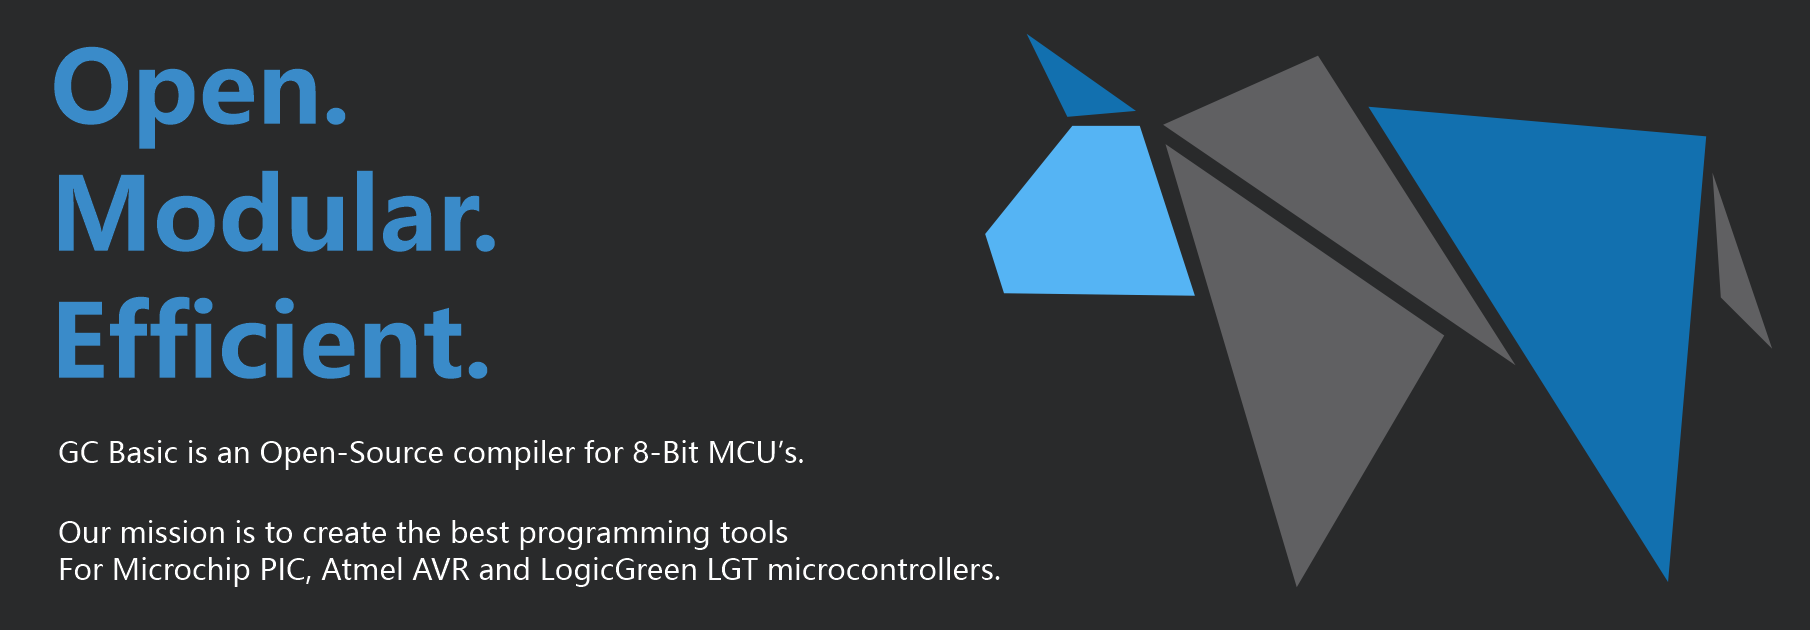 Open.
Modular.
Efficient.
GC Basic is an Open-Source compiler for 8-Bit MCU’s.
Our mission is to create the best programming tools
For Microchip PIC, Atmel AVR and LogicGreen LGT microcontrollers.